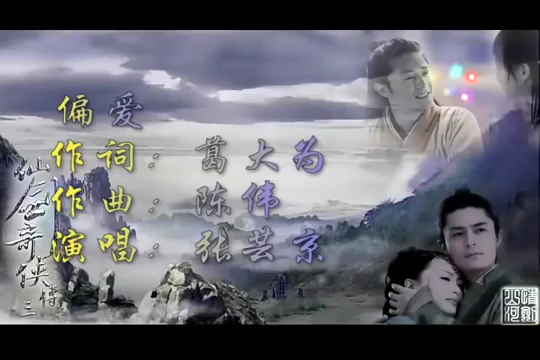 偏爱
作词：葛大为
作曲：陈伟
演唱：张芸京
仙剑奇侠传三